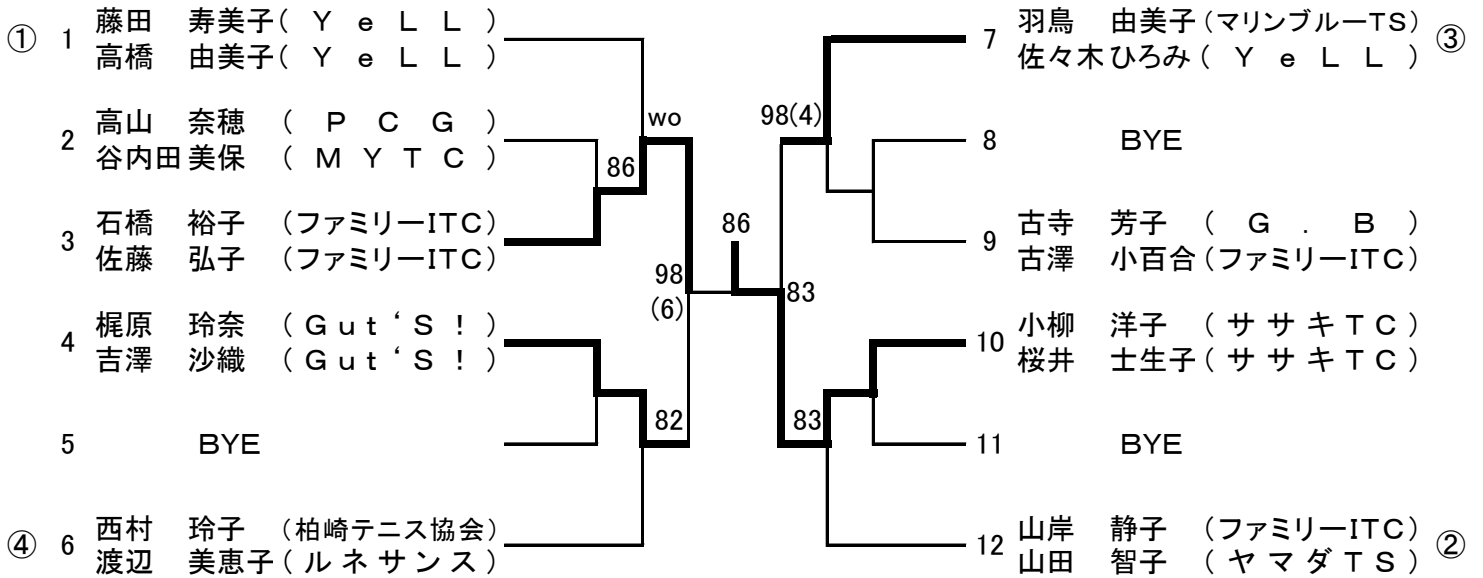 ① 1 藤田 寿美子(YeLL)
高橋 由美子(YeLL)
2 高山 奈穂 (PCG)
谷内田美保 (MYTC)
3 石橋 裕子 (ファミリーITC)
佐藤 弘子 (ファミリーITC)
4 梶原 玲奈 (Gut‘S!)
吉澤 沙織 (Gut‘S!)
5 BYE
④ 6 西村 玲子 (柏崎テニス協会)
渡辺 美恵子(ルネサンス)
wo
86
98
(6)
82
86
98(4)
83
83
7 羽鳥 由美子(マリンブルーTS) ③
佐々木ひろみ(YeLL)
8 BYE
9 古寺 芳子 (G.B)
古澤 小百合(ファミリーITC)
10 小柳 洋子 (ササキTC)
桜井 士生子(ササキTC)
11 BYE
12 山岸 静子 (ファミリーITC) ②
山田 智子 (ヤマダTS)